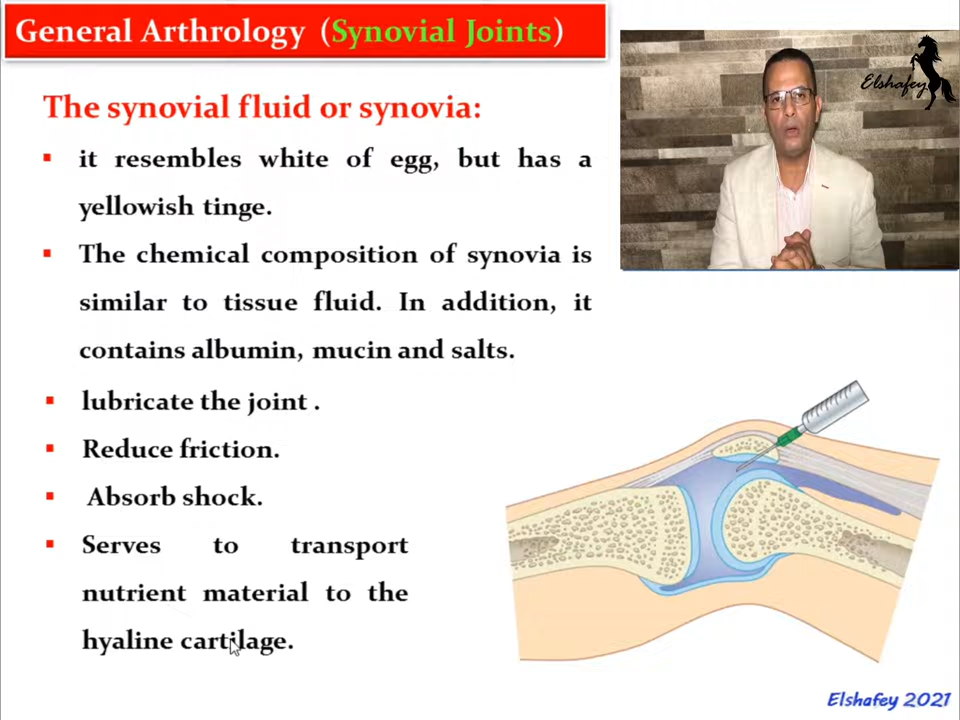 General Arthrology (Synovial Joints)
Elshafey
The synovial fluid or synovia:
it resembles white of egg, but has a
yellowish tinge.
The chemical composition of synovia is
similar to tissue fluid. In addition, it
contains albumin, mucin and salts.
lubricate the joint .
Reduce friction.
Absorb shock.
Serves to transport
nutrient material to the
hyaline cartilage.
Elshafey 2021